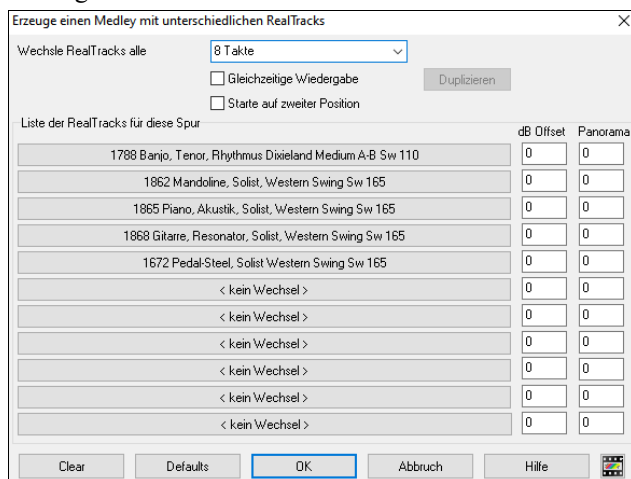 Erzeuge einen Medley mit unterschiedlichen RealTracks
Wechsle RealTracks alle 8 Takte
Gleichzeitige Wiedergabe Duplizieren
Starte auf zweiter Position
Liste der RealTracks für diese Spur dB Offset Panorama
1788 Banjo, Tenor, Rhythmus Dixieland Medium A-B Sw 110 0 0
1862 Mandoline, Solist, Western Swing Sw 165 0 0
1865 Piano, Akustik, Solist, Western Swing Sw 165 0 0
1868 Gitarre, Resonator, Solist, Western Swing Sw 165 0 0
1672 Pedal-Steel, Solist Western Swing Sw 165 0 0
< kein Wechsel > 0 0
< kein Wechsel > 0 0
< kein Wechsel > 0 0
< kein Wechsel > 0 0
< kein Wechsel > 0 0
< kein Wechsel > 0 0
Clear Defaults OK Abbruch Hilfe